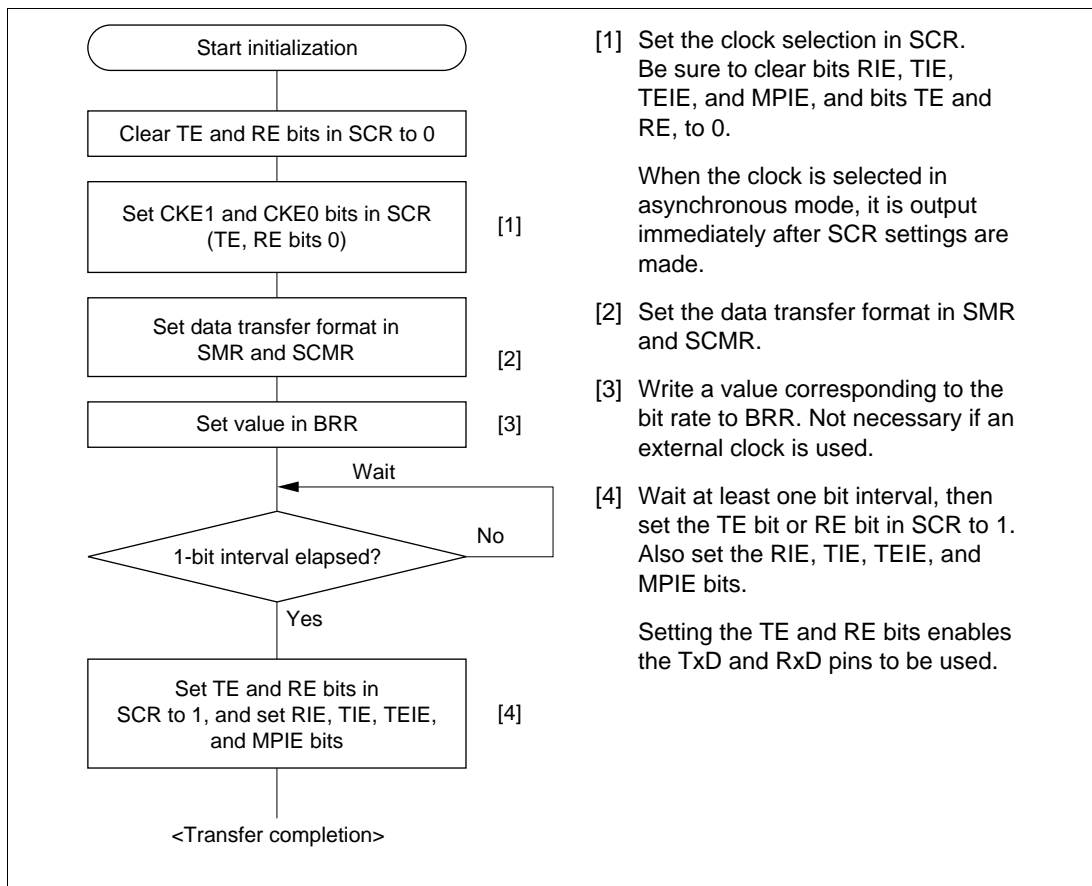 Start initialization
Clear TE and RE bits in SCR to 0
Set CKE1 and CKE0 bits in SCR
(TE, RE bits 0)
[1]
Set data transfer format in
SMR and SCMR
[2]
Set value in BRR
[3]
Wait
No
1-bit interval elapsed?
Yes
Set TE and RE bits in
SCR to 1, and set RIE, TIE, TEIE,
and MPIE bits
[4]
<Transfer completion>
[1] Set the clock selection in SCR.
Be sure to clear bits RIE, TIE,
TEIE, and MPIE, and bits TE and
RE, to 0.
When the clock is selected in
asynchronous mode, it is output
immediately after SCR settings are
made.
[2] Set the data transfer format in SMR
and SCMR.
[3] Write a value corresponding to the
bit rate to BRR. Not necessary if an
external clock is used.
[4] Wait at least one bit interval, then
set the TE bit or RE bit in SCR to 1.
Also set the RIE, TIE, TEIE, and
MPIE bits.
Setting the TE and RE bits enables
the TxD and RxD pins to be used.